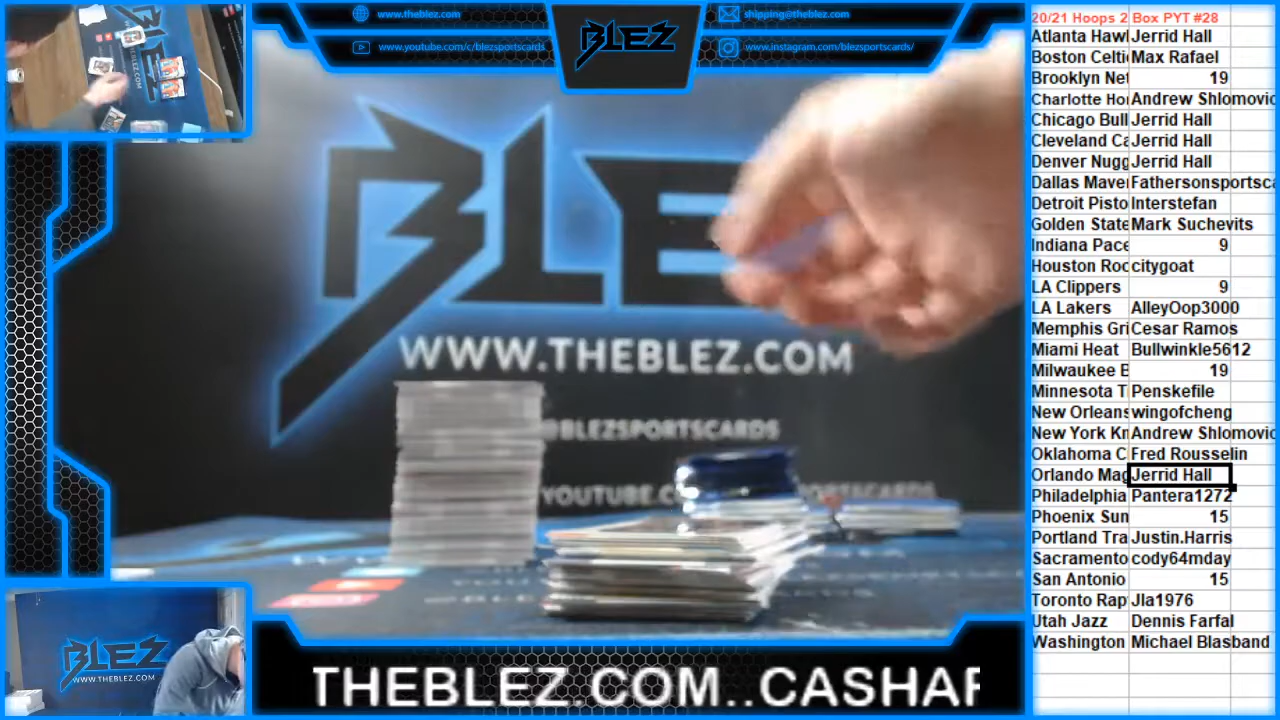 www.theblez.com
www.youtube.com/c/blezsportscards
BLEZ
shipping@theblez.com
www.instagram.com/blezsportscards/
BLEZ
WWW.THEBLEZ.COM
@BLEZSPORTSCARDS
YOUTUBE.C
BLEZ
WWW.THEBLEZ.COM
THEBLEZ.COM..CASHAP
20/21 Hoops 2 Box PYT #28
Atlanta Hawl Jerrid Hall
Boston Celti Max Rafael
Brooklyn Net 19
Charlotte Ho Andrew Shlomovic
Chicago Bull Jerrid Hall
Cleveland Ca Jerrid Hall
Denver Nugg Jerrid Hall
Dallas Maver Fathersonsportsca
Detroit Pisto Interstefan
Golden State Mark Suchevits
Indiana Pace 9
Houston Roc citygoat
LA Clippers 9
LA Lakers AlleyOop3000
Memphis Gri Cesar Ramos
Miami Heat Bullwinkle5612
Milwaukee B 19
Minnesota T Penskefile
New Orleans wingofcheng
New York Kn Andrew Shlomovic
Oklahoma C Fred Rousselin
Orlando Mag Jerrid Hall
Philadelphia Pantera1272
Phoenix Sun 15
Portland Tra Justin.Harris
Sacramento cody64mday
San Antonio 15
Toronto Rap Jla1976
Utah Jazz Dennis Farfal
Washington Michael Blasband